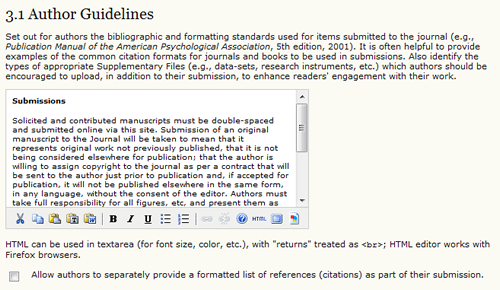 3.1 Author Guidelines
Set out for authors the bibliographic and formatting standards used for items submitted to the journal (e.g.,
Publication Manual of the American Psychological Association, 5th edition, 2001). It is often helpful to provide
examples of the common citation formats for journals and books to be used in submissions. Also identify the
types of appropriate Supplementary Files (e.g., data-sets, research instruments, etc.) which authors should be
encouraged to upload, in addition to their submission, to enhance readers' engagement with their work.
Submissions
Solicited and contributed manuscripts must be double-spaced
and submitted online via this site. Submission of an original
manuscript to the Journal will be taken to mean that it
represents original work not previously published, that it is not
being considered elsewhere for publication; that the author is
willing to assign copyright to the journal as per a contract that will
be sent to the author just prior to publication and, if accepted for
publication, it will not be published elsewhere in the same form,
in any language, without the consent of the editor. Authors must
take full responsibility for all figures, etc, and present them as
B I U HTML
HTML can be used in textarea (for font size, color, etc.), with "returns" treated as <br>; HTML editor works with
Firefox browsers.
Allow authors to separately provide a formatted list of references (citations) as part of their submission.